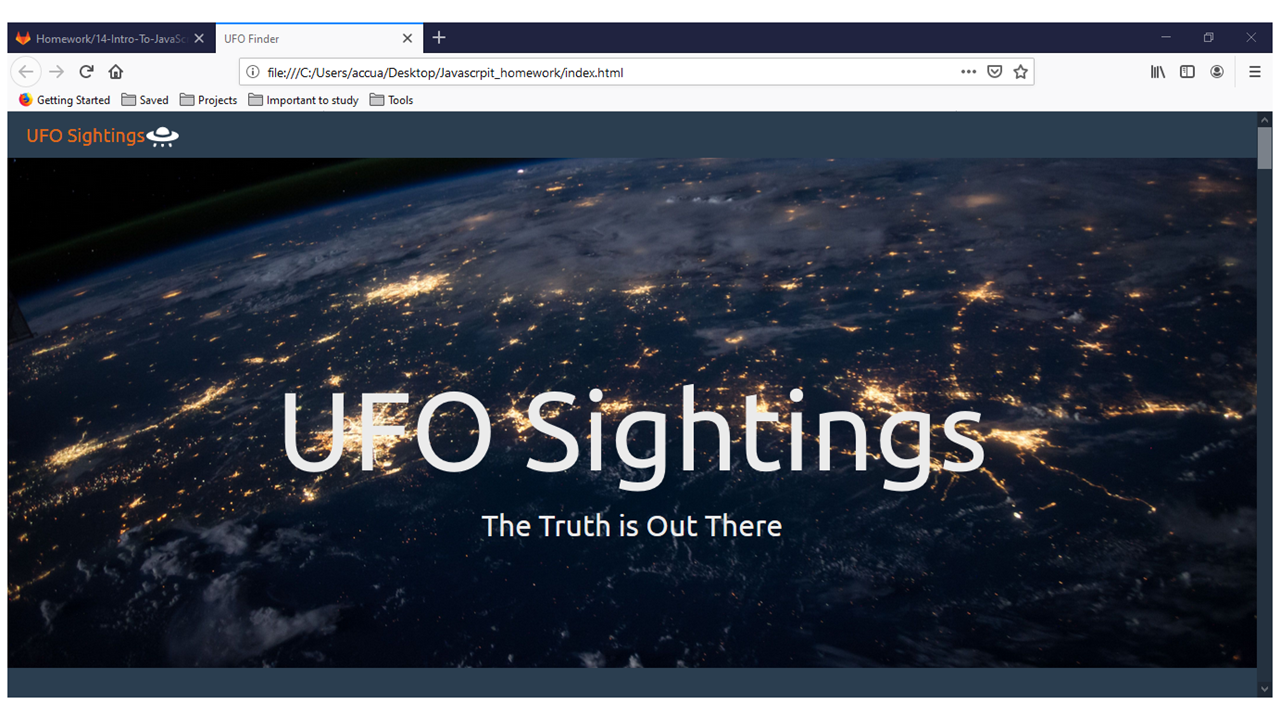 Homework/14-Intro-To-JavaSc
UFO Finder
file:///C:/Users/accua/Desktop/Javascrpit_homework/index.html
Getting Started Saved Projects Important to study Tools
UFO Sightings
UFO Sightings
The Truth is Out There